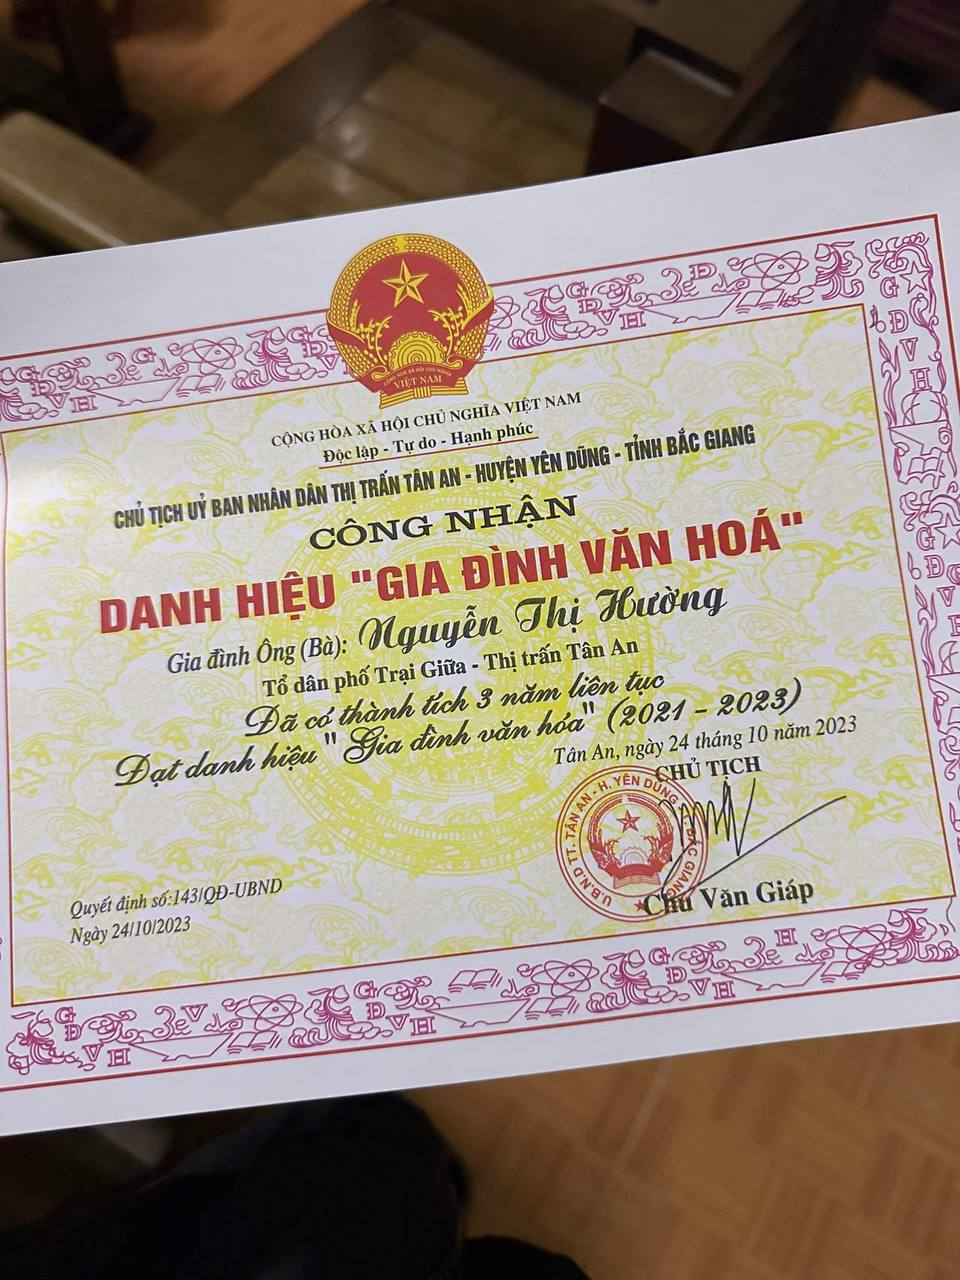 CỘNG HOÀ XÃ HỘI CHỦ NGHĨA
VIỆT NAM
CỘNG HÒA XÃ HỘI CHỦ NGHĨA VIỆT NAM
Độc lập - Tự do - Hạnh phúc
CHỦ TỊCH UỶ BAN NHÂN DÂN THỊ TRẤN TÂN AN - HUYỆN YÊN DŨNG - TỈNH BẮC GIANG
CÔNG NHẬN
DANH HIỆU "GIA ĐÌNH VĂN HOÁ"
Gia đình Ông (Bà): Nguyễn Thị Hường
Tổ dân phố Trại Giữa - Thị trấn Tân An
Đã có thành tích 3 năm liên tục
Đạt danh hiệu " Gia đình văn hóa" (2021 - 2023)
Tân An, ngày 24 tháng 10 năm 2023
CHỦ TỊCH
U.B.N.D TT. TÂN AN - H. YÊN DŨNG
BẮC GIANG
Chu Văn Giáp
Quyết định số:143/QĐ-UBND
Ngày 24/10/2023